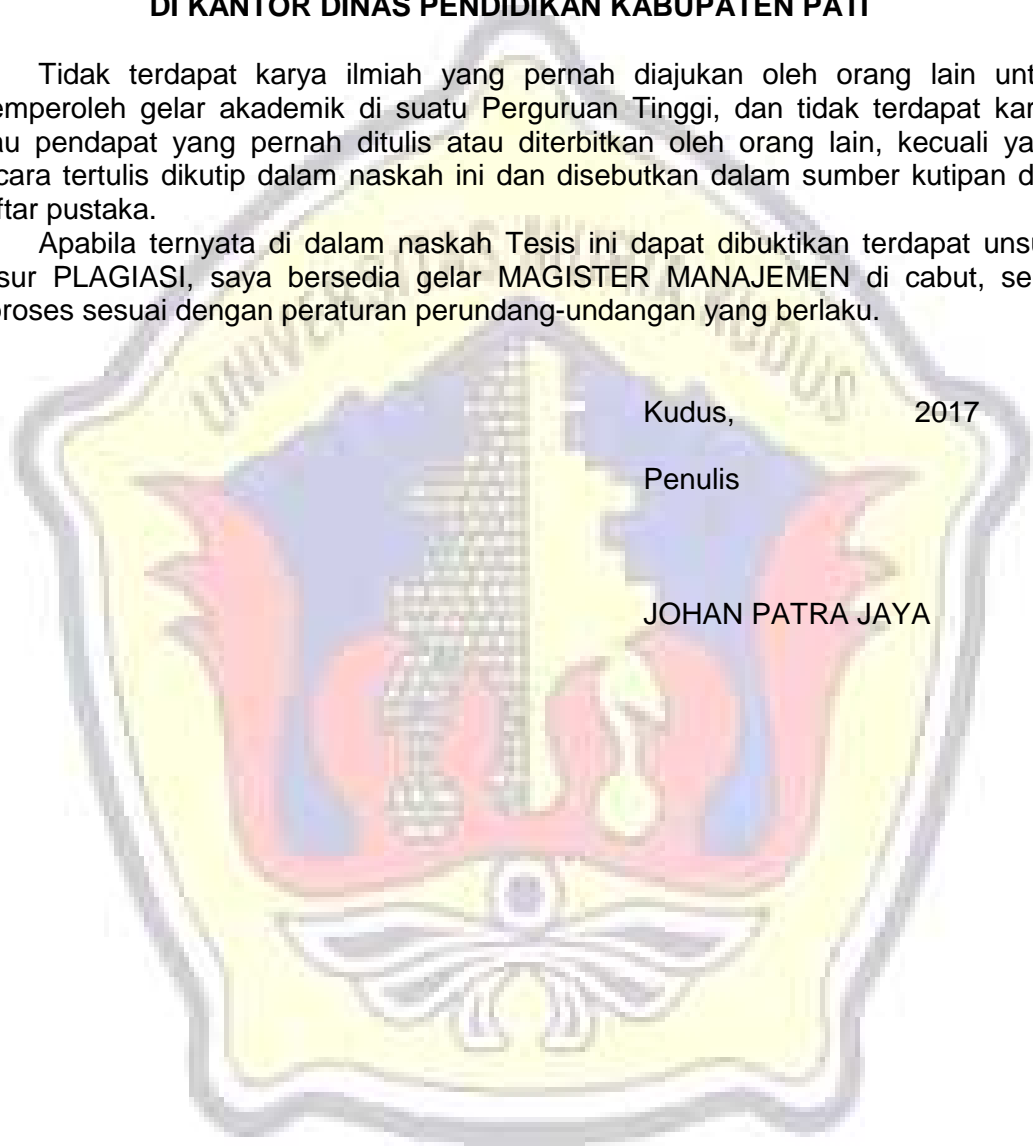 DI KANTOR DINAS PENDIDIKAN KABUPATEN PATI
Tidak terdapat karya ilmiah yang pernah diajukan oleh orang lain unt
emperoleh gelar akademik di suatu Perguruan Tinggi, dan tidak terdapat kar
au pendapat yang pernah ditulis atau diterbitkan oleh orang lain, kecuali ya
cara tertulis dikutip dalam naskah ini dan disebutkan dalam sumber kutipan d
ftar pustaka.
Apabila ternyata di dalam naskah Tesis ini dapat dibuktikan terdapat unsu
sur PLAGIASI, saya bersedia gelar MAGISTER MANAJEMEN di cabut, se
proses sesuai dengan peraturan perundang-undangan yang berlaku.
UNIVERSITAS MURIA KUDUS
Kudus, 2017
Penulis
JOHAN PATRA JAYA